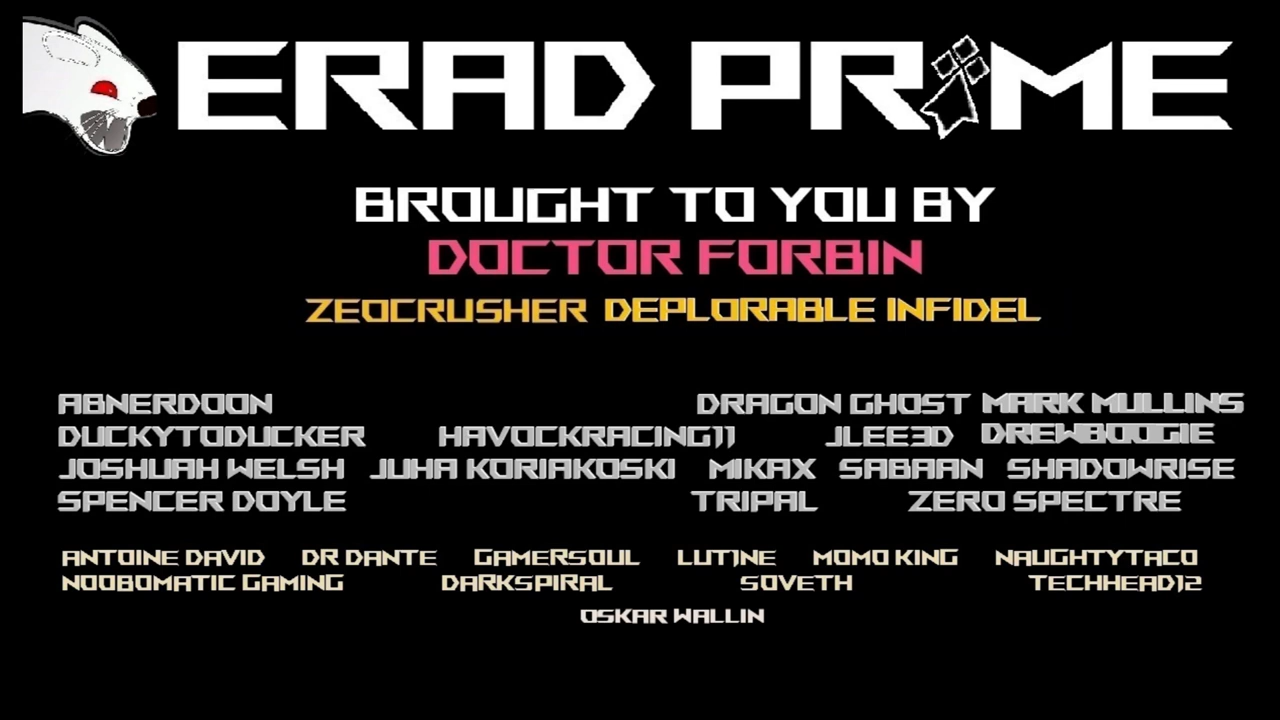 ERAD PRIME
BROUGHT TO YOU BY
DOCTOR FORBIN
ZEOCRUSHER DEPLORABLE INFIDEL
ABNERDOON DRAGON GHOST MARK MULLINS
DUCKYTODUCKER HAVOCKRACING11 JLEE3D DREWBOOGIE
JOSHUAH WELSH JUHA KORIAKOSKI MIKAX SABAAN SHADOWRISE
SPENCER DOYLE TRIPAL ZERO SPECTRE
ANTOINE DAVID DR DANTE GAMERSOUL LUT1NE MOMO KING NAUGHTYTACO
NOOBOMATIC GAMING DARKSPIRAL SOVETH TECHHEAD12
OSKAR WALLIN